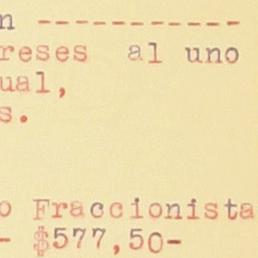 n -----------
reses al uno
ual,
s.
o Fraccionista
- $577,50-